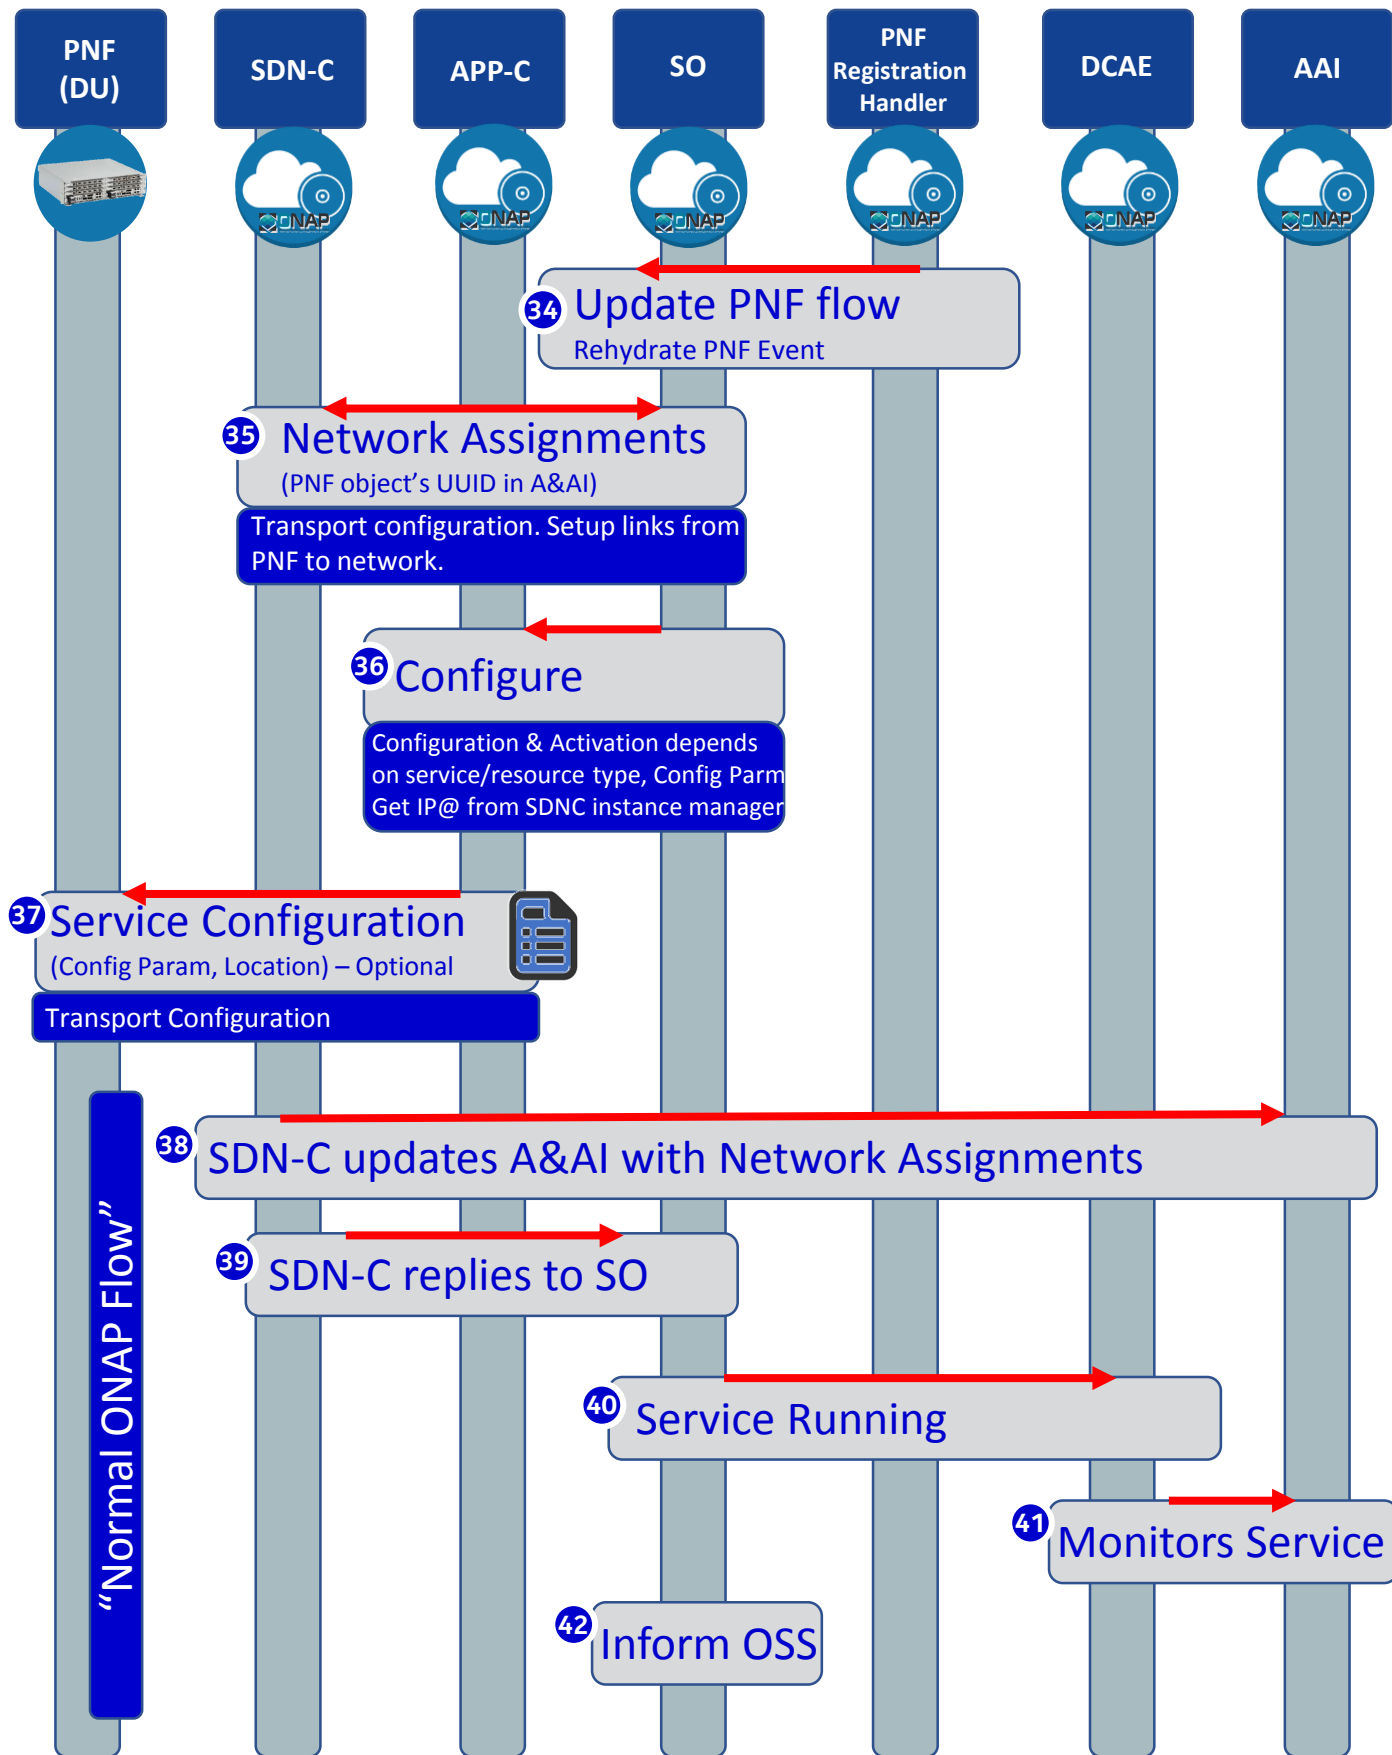 PNF
(DU)
SDN-C
APP-C
SO
PNF
Registration
Handler
DCAE
AAI
ONAP
ONAP
ONAP
ONAP
ONAP
ONAP
34
Update PNF flow
Rehydrate PNF Event
35
Network Assignments
(PNF object's UUID in A&AI)
Transport configuration. Setup links from
PNF to network.
36
Configure
Configuration & Activation depends
on service/resource type, Config Parm
Get IP@ from SDNC instance manager
37
Service Configuration
(Config Param, Location) – Optional
Transport Configuration
“Normal ONAP Flow”
38
SDN-C updates A&AI with Network Assignments
39
SDN-C replies to SO
40
Service Running
41
Monitors Service
42
Inform OSS